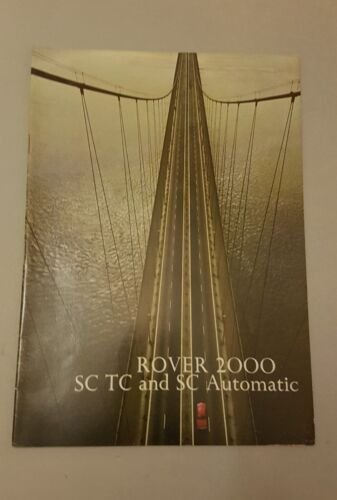 ROVER 2000
SC TC and SC Automatic